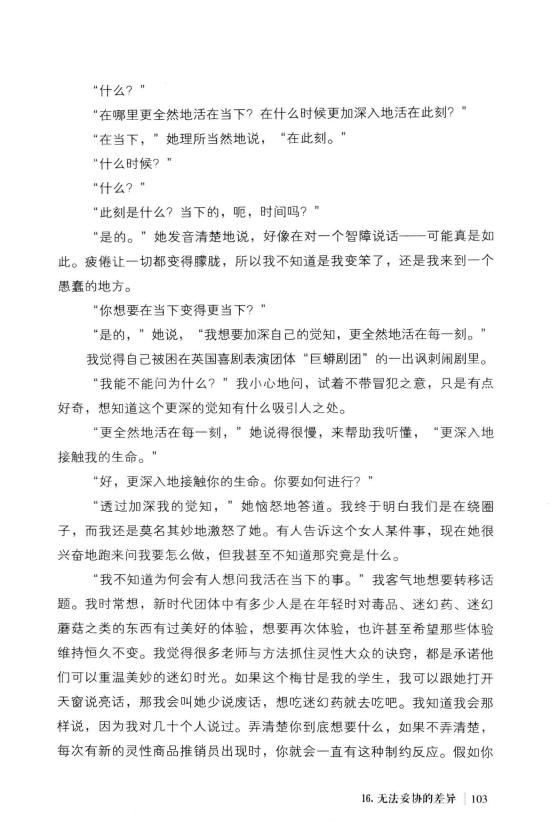 “什么？”
“在哪里更全然地活在当下？在什么时候更加深入地活在此刻？”
“在当下，”她理所当然地说，“在此刻。”
“什么时候？”
“什么？”
“此刻是什么？当下的，呃，时间吗？”
“是的。”她发音清楚地说，好像在对一个智障说话——可能真是如
此。疲倦让一切都变得朦胧，所以我不知道是我变笨了，还是我来到一个
愚蠢的地方。
“你想要在当下变得更当下？”
“是的，”她说，“我想要加深自己的觉知，更全然地活在每一刻。”
我觉得自己被困在英国喜剧表演团体“巨蟒剧团”的一出讽刺闹剧里。
“我能不能问为什么？”我小心地问，试着不带冒犯之意，只是有点
好奇，想知道这个更深的觉知有什么吸引人之处。
“更全然地活在每一刻，”她说得很慢，来帮助我听懂，“更深入地
接触我的生命。”
“好，更深入地接触你的生命。你要如何进行？”
“透过加深我的觉知，”她恼怒地答道。我终于明白我们是在绕圈
子，而我还是莫名其妙地激怒了她。有人告诉这个女人某件事，现在她很
兴奋地跑来问我要怎么做，但我甚至不知道那究竟是什么。
“我不知道为何会有人想问我活在当下的事。”我客气地想要转移话
题。我时常想，新时代团体中有多少人是在年轻时对毒品、迷幻药、迷幻
蘑菇之类的东西有过美好的体验，想要再次体验，也许甚至希望那些体验
维持恒久不变。我觉得很多老师与方法抓住灵性大众的诀窍，都是承诺他
们可以重温美妙的迷幻时光。如果这个梅甘是我的学生，我可以跟她打开
天窗说亮话，那我会叫她少说废话，想吃迷幻药就去吃吧。我知道我会那
样说，因为我对几十个人说过。弄清楚你到底想要什么，如果不弄清楚，
每次有新的灵性商品推销员出现时，你就会一直有这种制约反应。假如你
16. 无法妥协的差异 | 103